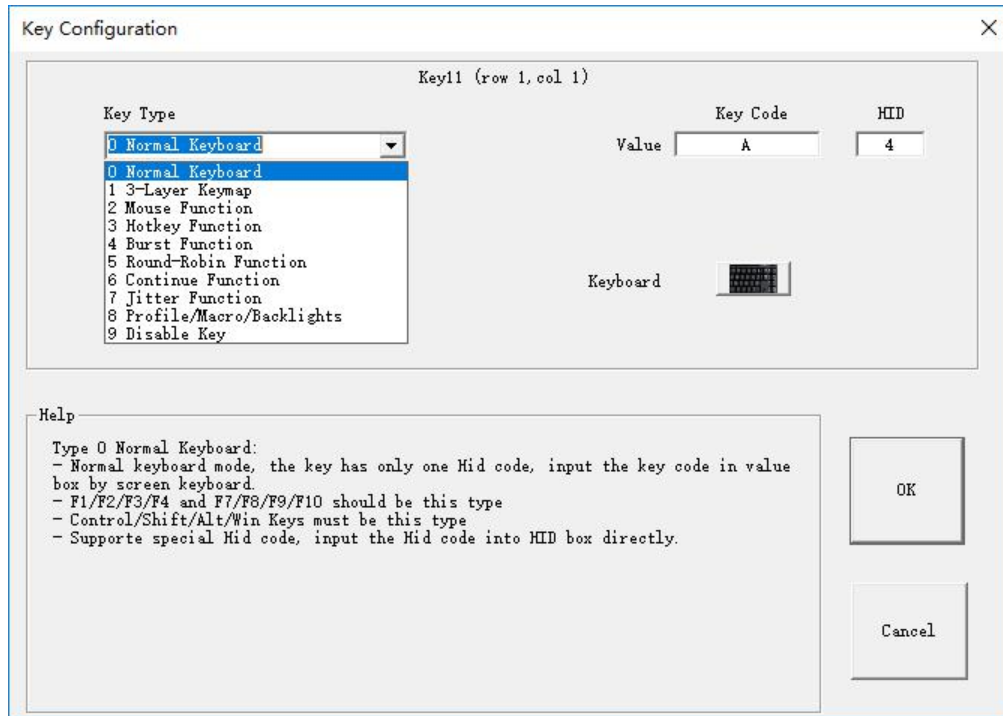 Key Configuration
Key11 (row 1,col 1)
Key Type
Key Code
HID
0 Normal Keyboard
Value
A
4
0 Normal Keyboard
1 3-Layer Keymap
2 Mouse Function
3 Hotkey Function
4 Burst Function
5 Round-Robin Function
6 Continue Function
7 Jitter Function
8 Profile/Macro/Backlights
9 Disable Key
Keyboard
Help
Type 0 Normal Keyboard:
- Normal keyboard mode, the key has only one Hid code, input the key code in value
box by screen keyboard.
- F1/F2/F3/F4 and F7/F8/F9/F10 should be this type
- Control/Shift/Alt/Win Keys must be this type
- Supporte special Hid code, input the Hid code into HID box directly.
OK
Cancel